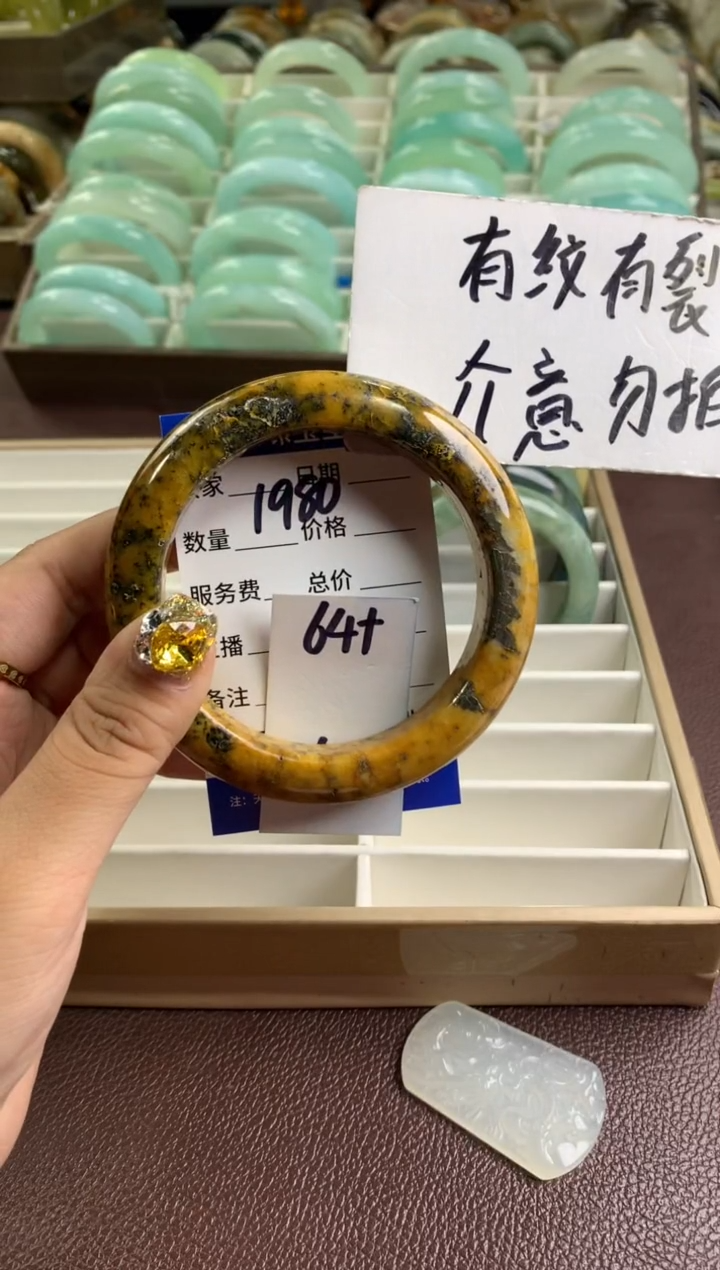 有纹有裂
介意勿拍
家 日期
1980
数量 价格
服务费 总价
64+
播
备注
注: